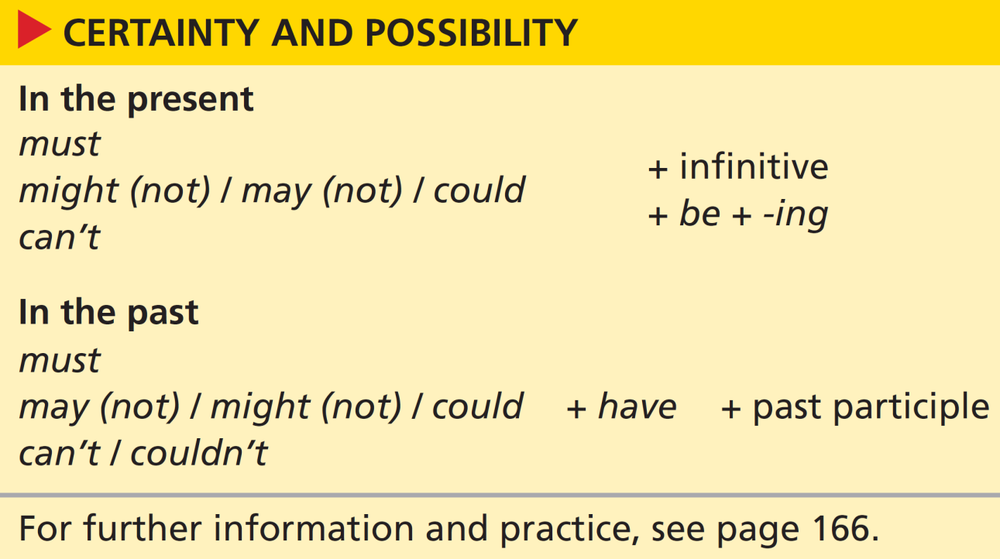 CERTAINTY AND POSSIBILITY
In the present
must
might (not) / may (not) / could
can't
+ infinitive
+ be + -ing
In the past
must
may (not) / might (not) / could + have + past participle
can't / couldn't
For further information and practice, see page 166.